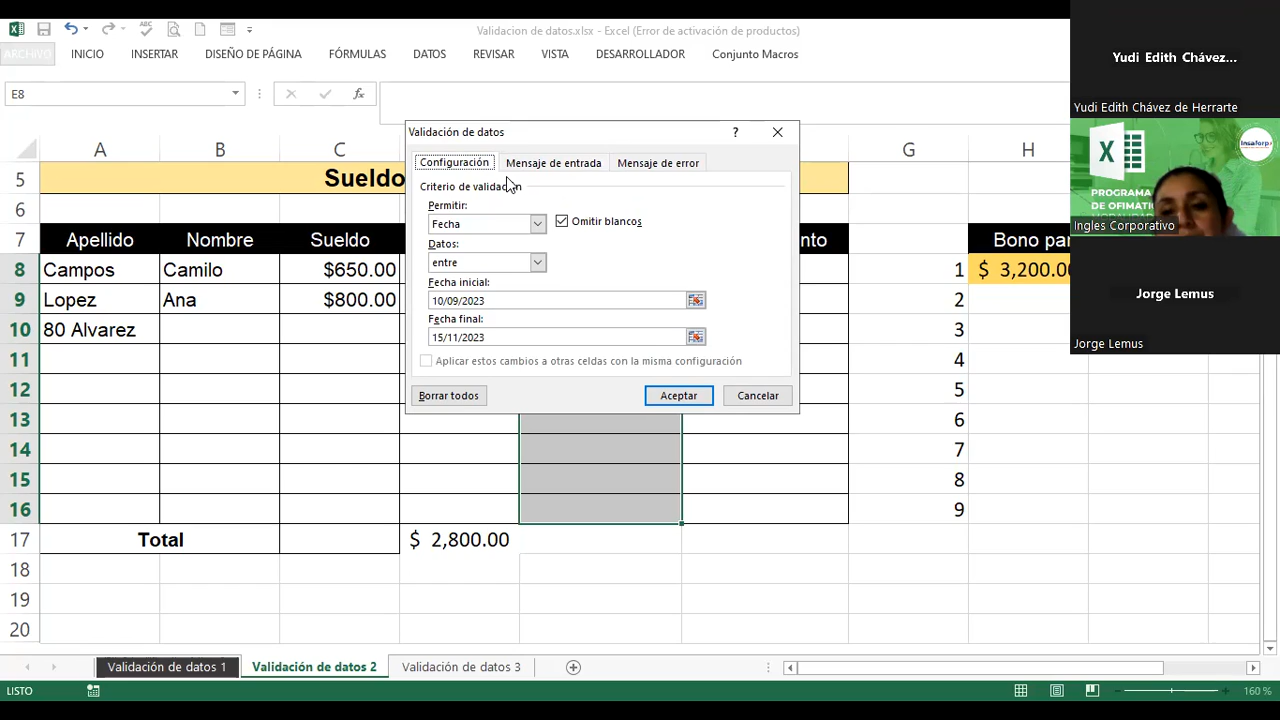 Validacion de datos.xlsx - Excel (Error de activación de productos)
ARCHIVO INICIO INSERTAR DISEÑO DE PÁGINA FÓRMULAS DATOS REVISAR VISTA DESARROLLADOR Conjunto Macros
E8
fx
Validación de datos
?
Configuración Mensaje de entrada Mensaje de error
Criterio de validación
Permitir:
Fecha
Omitir blancos
Datos:
entre
Fecha inicial:
10/09/2023
Fecha final:
15/11/2023
Aplicar estos cambios a otras celdas con la misma configuración
Borrar todos Aceptar Cancelar
A B C G H
5 Sueldo
6
7 Apellido Nombre Sueldo Bono par
8 Campos Camilo $650.00 1 $ 3,200.00
9 Lopez Ana $800.00 2
10 80 Alvarez 3
11 4
12 5
13 6
14 7
15 8
16 9
17 Total $ 2,800.00
18
19
20
Validación de datos 1 Validación de datos 2 Validación de datos 3
LISTO
160 %
Yudi Edith Chávez...
Yudi Edith Chávez de Herrarte
X
Insaforp
PROGRAMA
DE OFIMATIC
Ingles Corporativo
Jorge Lemus
Jorge Lemus